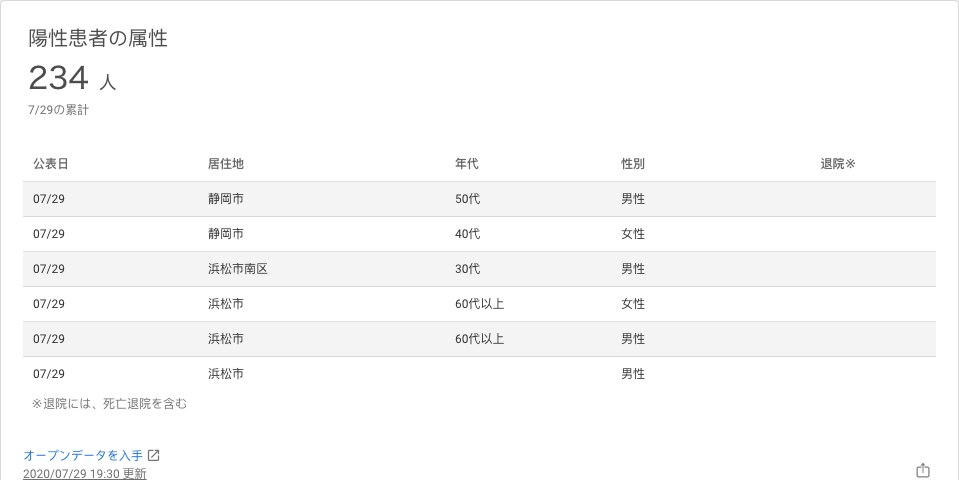 陽性患者の属性
234 人
7/29の累計
公表日 居住地 年代 性別 退院※
07/29 静岡市 50代 男性
07/29 静岡市 40代 女性
07/29 浜松市南区 30代 男性
07/29 浜松市 60代以上 女性
07/29 浜松市 60代以上 男性
07/29 浜松市 男性
※退院には、死亡退院を含む
オープンデータを入手
2020/07/29 19:30 更新